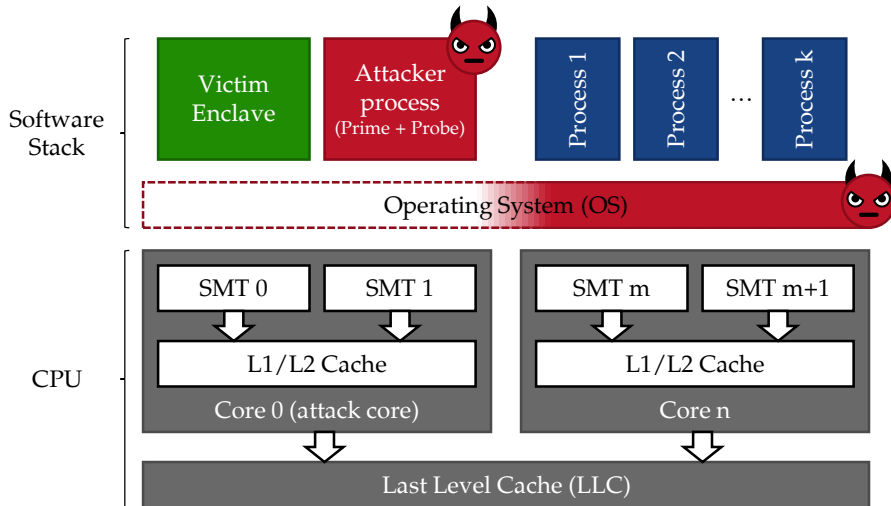 Software
Stack
Victim
Enclave
Attacker
process
(Prime + Probe)
Process 1
Process 2
...
Process k
Operating System (OS)
CPU
SMT 0
SMT 1
L1/L2 Cache
Core 0 (attack core)
SMT m
SMT m+1
L1/L2 Cache
Core n
Last Level Cache (LLC)